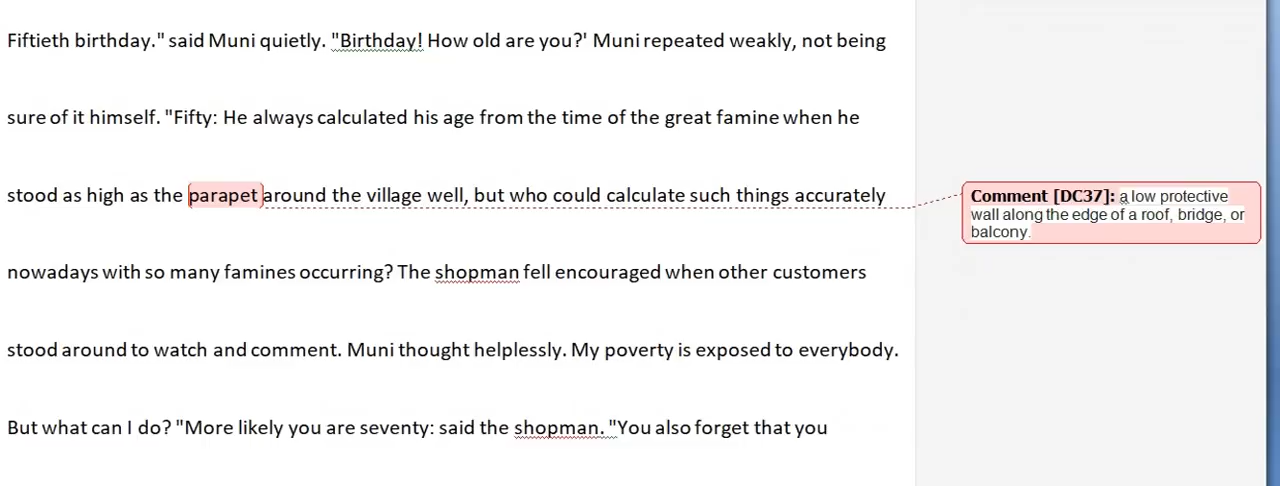 Fiftieth birthday." said Muni quietly. "Birthday! How old are you?' Muni repeated weakly, not being
sure of it himself. "Fifty: He always calculated his age from the time of the great famine when he
stood as high as the parapet around the village well, but who could calculate such things accurately
nowadays with so many famines occurring? The shopman fell encouraged when other customers
stood around to watch and comment. Muni thought helplessly. My poverty is exposed to everybody.
But what can I do? "More likely you are seventy: said the shopman. "You also forget that you
Comment [DC37]: a low protective
wall along the edge of a roof, bridge, or
balcony.